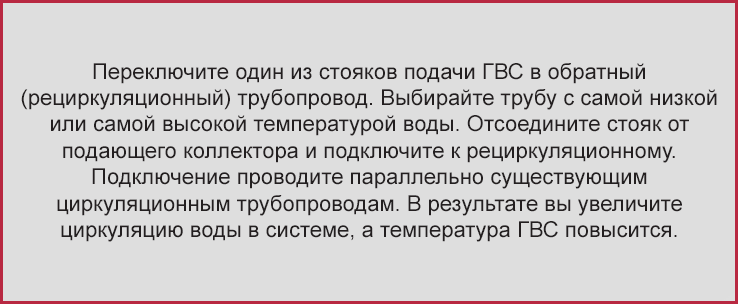 Переключите один из стояков подачи ГВС в обратный
(рециркуляционный) трубопровод. Выбирайте трубу с самой низкой
или самой высокой температурой воды. Отсоедините стояк от
подающего коллектора и подключите к рециркуляционному.
Подключение проводите параллельно существующим
циркуляционным трубопроводам. В результате вы увеличите
циркуляцию воды в системе, а температура ГВС повысится.